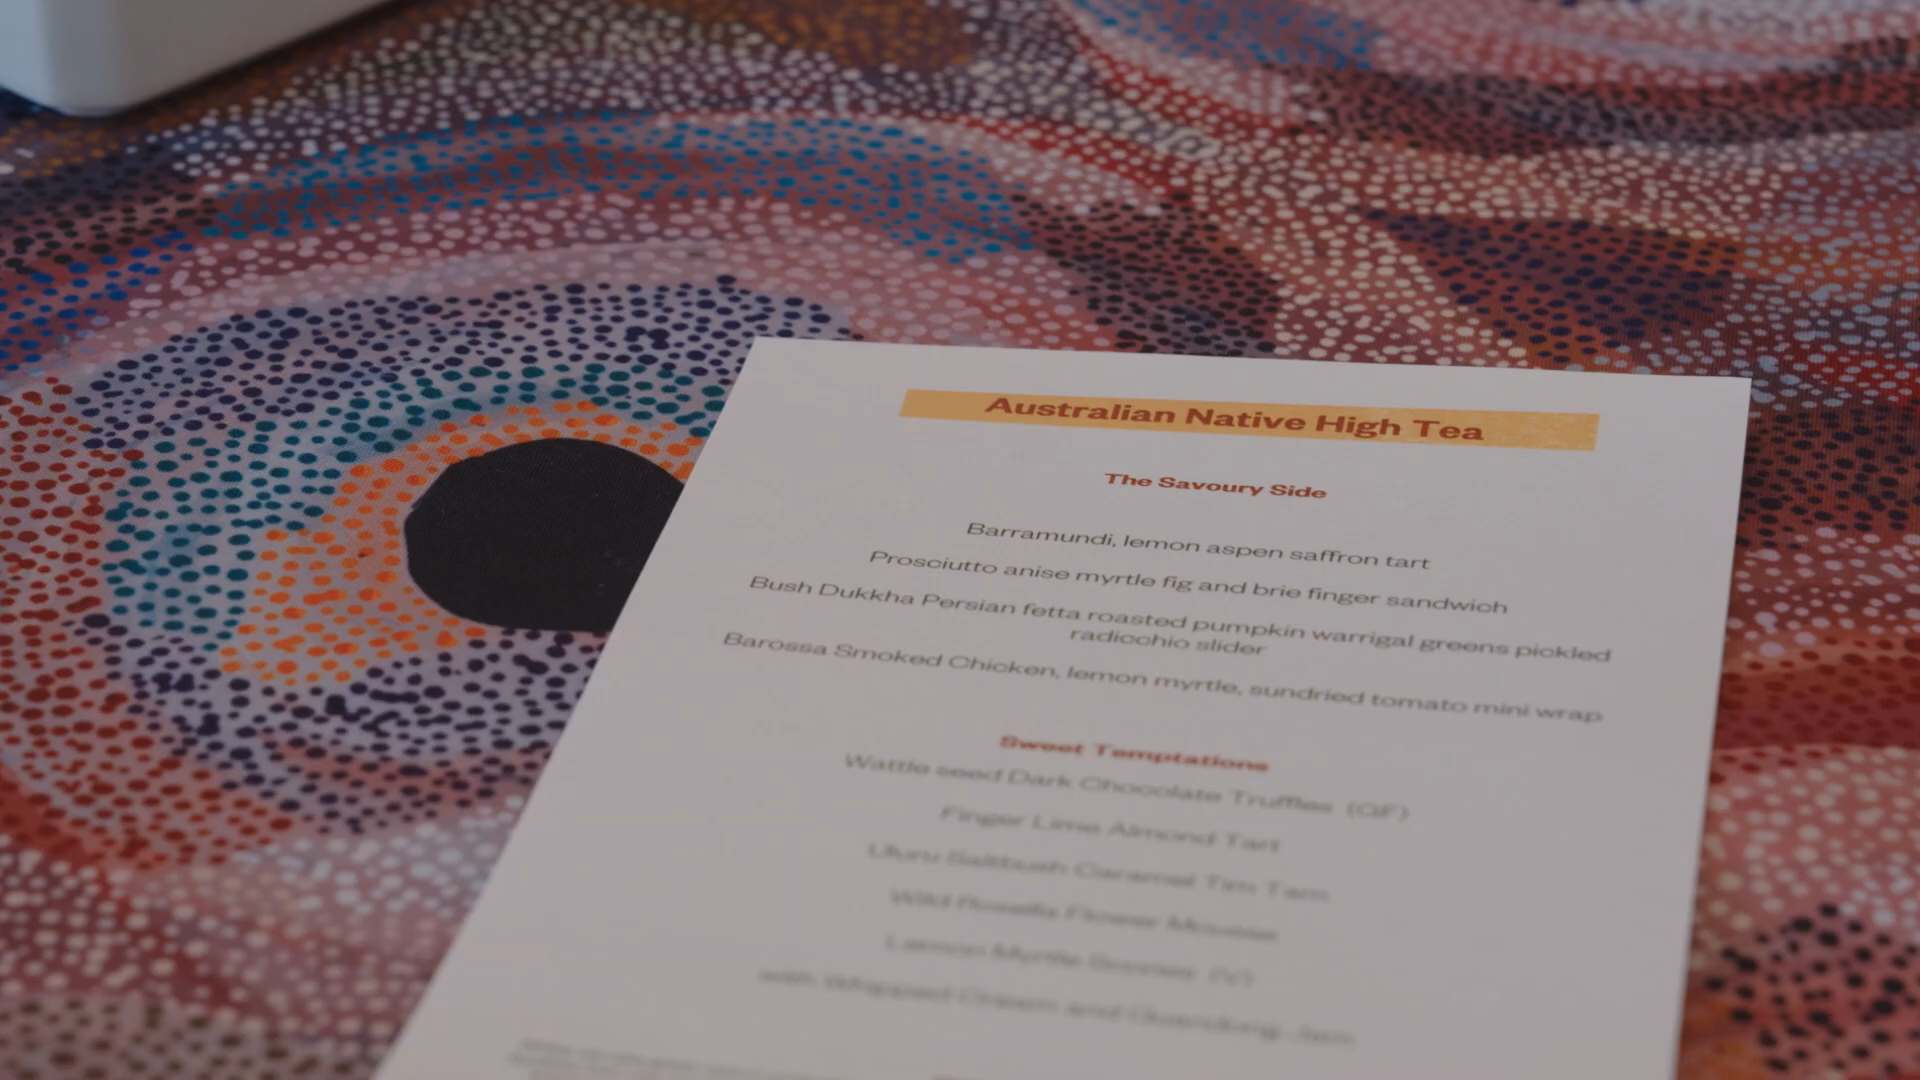 Australian Native High Tea
The Savoury Side
Barramundi, lemon aspen saffron tart
Prosciutto anise myrtle fig and brie finger sandwich
Bush Dukkha Persian fetta roasted pumpkin warrigal greens pickled
radicchio slider
Barossa Smoked Chicken, lemon myrtle, sundried tomato mini wrap
Sweet Temptations
Wattle seed Dark Chocolate Truffles (GF)
Finger Lime Almond Tart
Uluru Saltbush Caramel Tim Tam
Wild Rosella Flower Mousse
Lemon Myrtle Scones (V)
with Whipped Cream and Quandong Jam